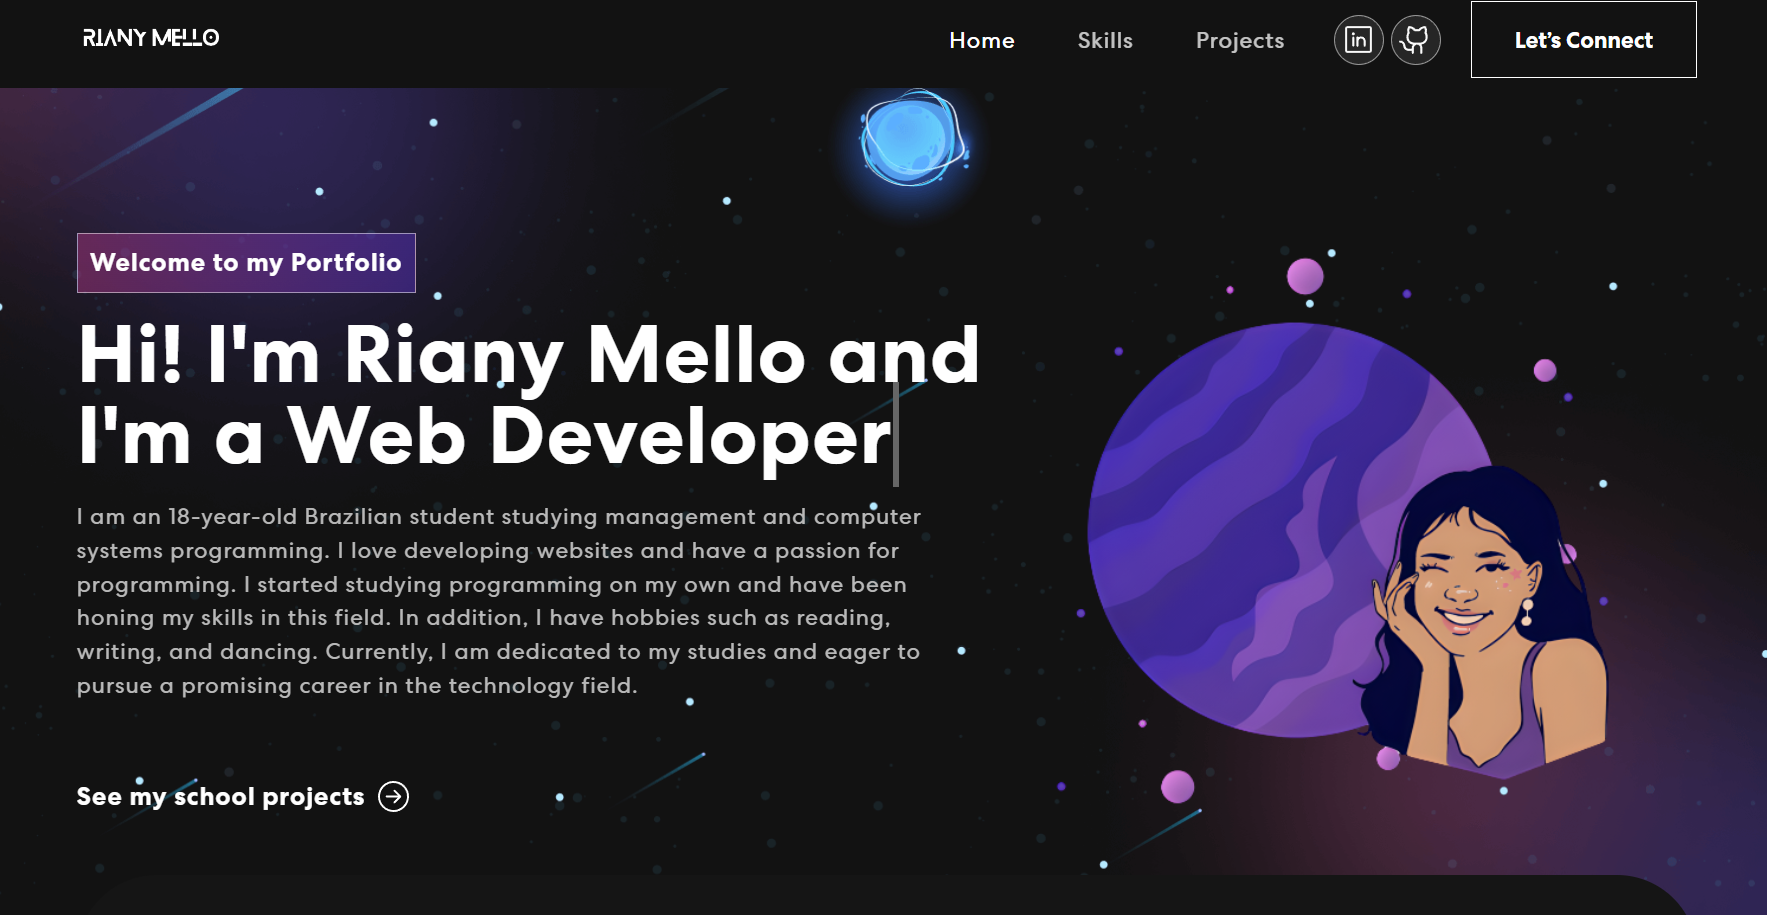 RIANY MELLO
Home Skills Projects in Let's Connect
Welcome to my Portfolio
Hi! I'm Riany Mello and
I'm a Web Developer
I am an 18-year-old Brazilian student studying management and computer
systems programming. I love developing websites and have a passion for
programming. I started studying programming on my own and have been
honing my skills in this field. In addition, I have hobbies such as reading,
writing, and dancing. Currently, I am dedicated to my studies and eager to
pursue a promising career in the technology field.
See my school projects